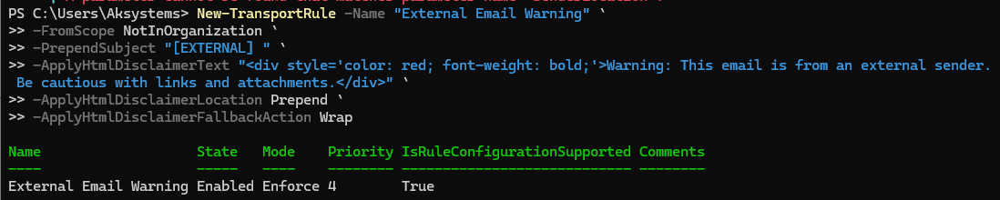 PS C:\Users\Aksystems> New-TransportRule -Name "External Email Warning" `
>> -FromScope NotInOrganization `
>> -PrependSubject "[EXTERNAL] " `
>> -ApplyHtmlDisclaimerText "<div style='color: red; font-weight: bold;'>Warning: This email is from an external sender.
 Be cautious with links and attachments.</div>" `
>> -ApplyHtmlDisclaimerLocation Prepend `
>> -ApplyHtmlDisclaimerFallbackAction Wrap
Name                   State   Mode    Priority IsRuleConfigurationSupported Comments
----                   -----   ----    -------- ---------------------------- --------
External Email Warning Enabled Enforce 4        True